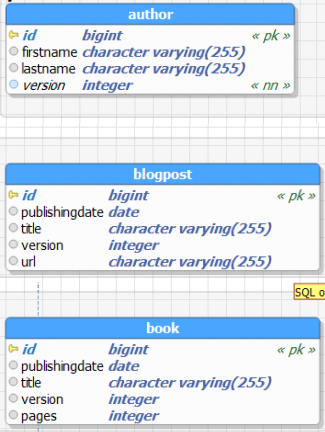 author
id bigint « pk »
firstname character varying(255)
lastname character varying(255)
version integer « nn »
blogpost
id bigint « pk »
publishingdate date
title character varying(255)
version integer
url character varying(255)
SQL o
book
id bigint « pk »
publishingdate date
title character varying(255)
version integer
pages integer